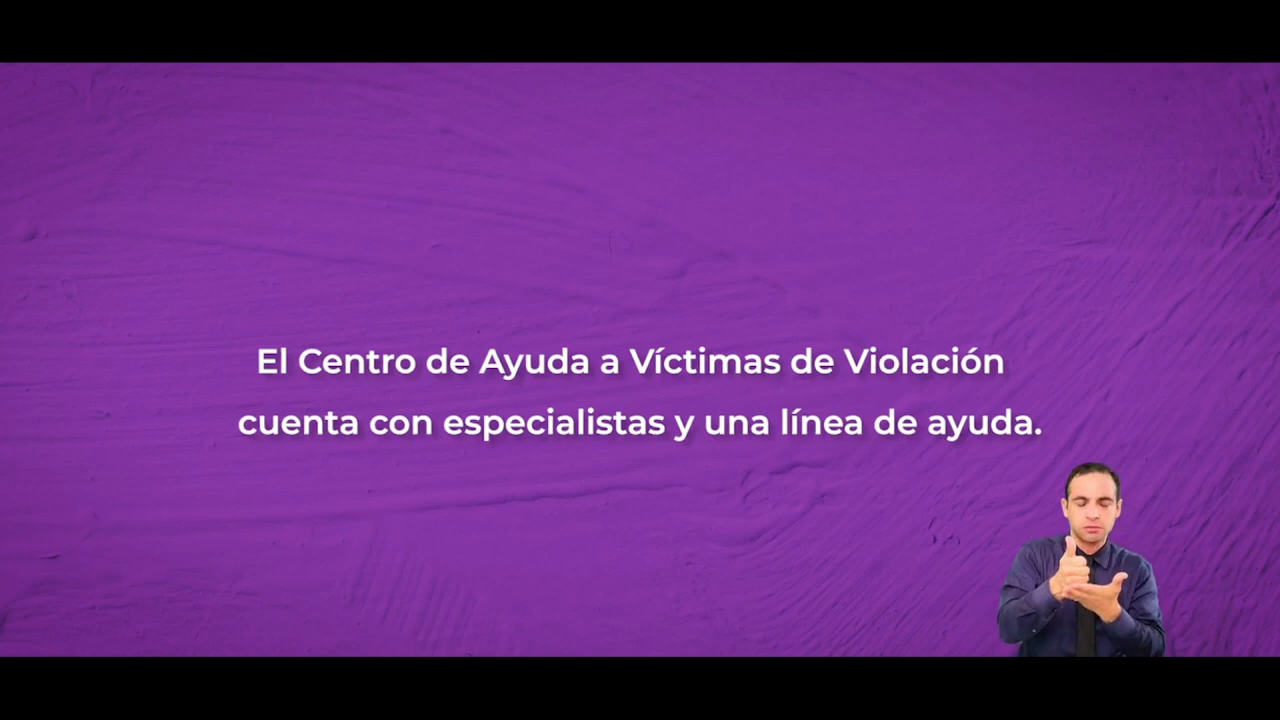 El Centro de Ayuda a Víctimas de Violación
cuenta con especialistas y una línea de ayuda.